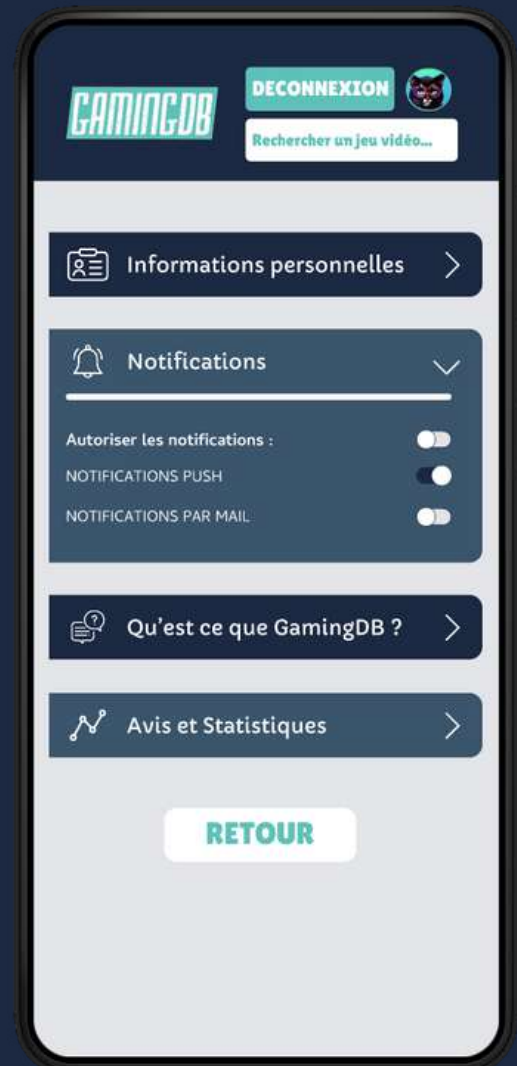 GAMINGDB
DECONNEXION
Rechercher un jeu vidéo...
Informations personnelles
Notifications
Autoriser les notifications :
NOTIFICATIONS PUSH
NOTIFICATIONS PAR MAIL
Qu'est ce que GamingDB ?
Avis et Statistiques
RETOUR